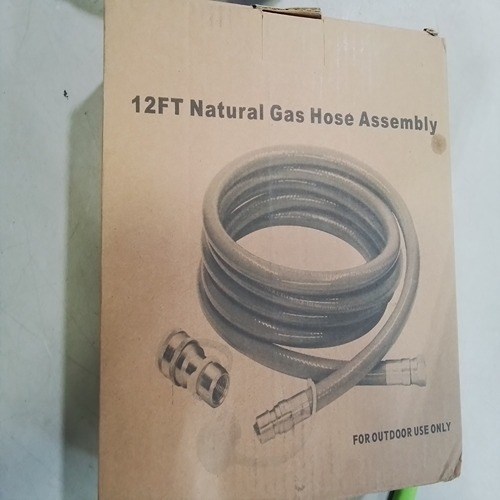 12FT Natural Gas Hose Assembly
FOR OUTDOOR USE ONLY